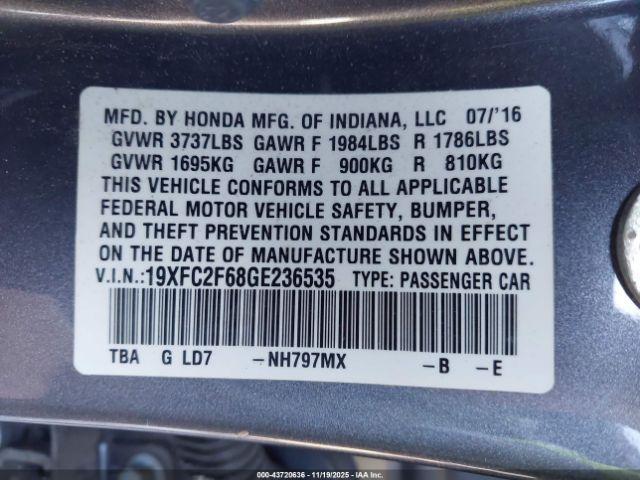 MFD. BY HONDA MFG. OF INDIANA, LLC 07/'16
GVWR 3737LBS GAWR F 1984LBS R 1786LBS
GVWR 1695KG GAWR F 900KG R 810KG
THIS VEHICLE CONFORMS TO ALL APPLICABLE
FEDERAL MOTOR VEHICLE SAFETY, BUMPER,
AND THEFT PREVENTION STANDARDS IN EFFECT
ON THE DATE OF MANUFACTURE SHOWN ABOVE.
V.I.N.:19XFC2F68GE236535 TYPE: PASSENGER CAR
TBA G LD7 -NH797MX -B -E
000-43720636 - 11/19/2025 - IAA, Inc.